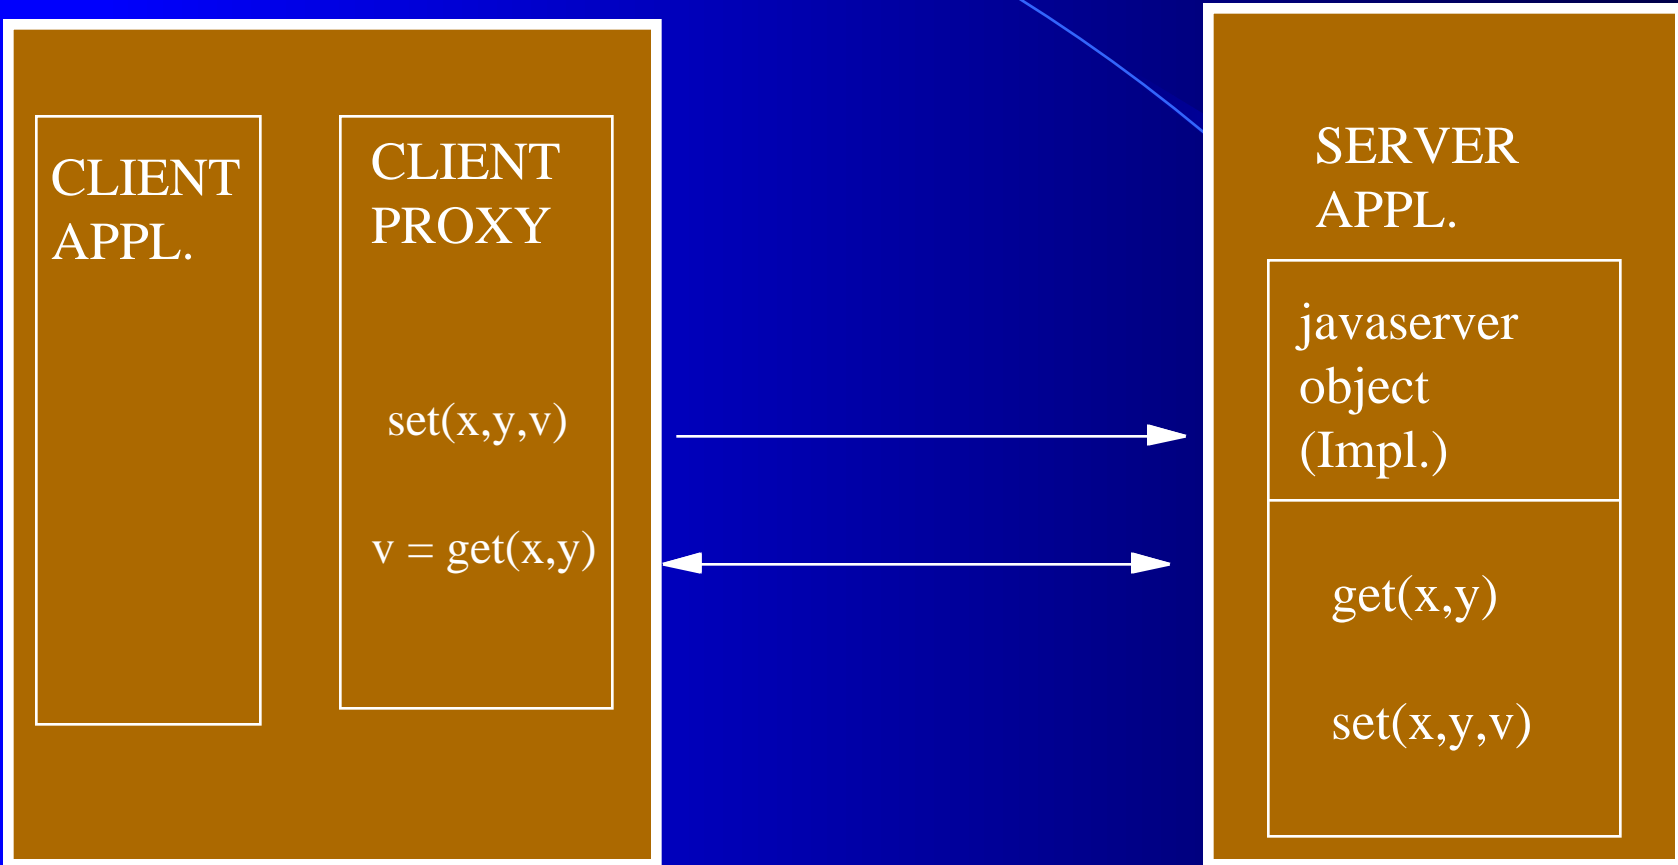 CLIENT
APPL.
CLIENT
PROXY
set(x,y,v)
v = get(x,y)
SERVER
APPL.
javaserver
object
(Impl.)
get(x,y)
set(x,y,v)